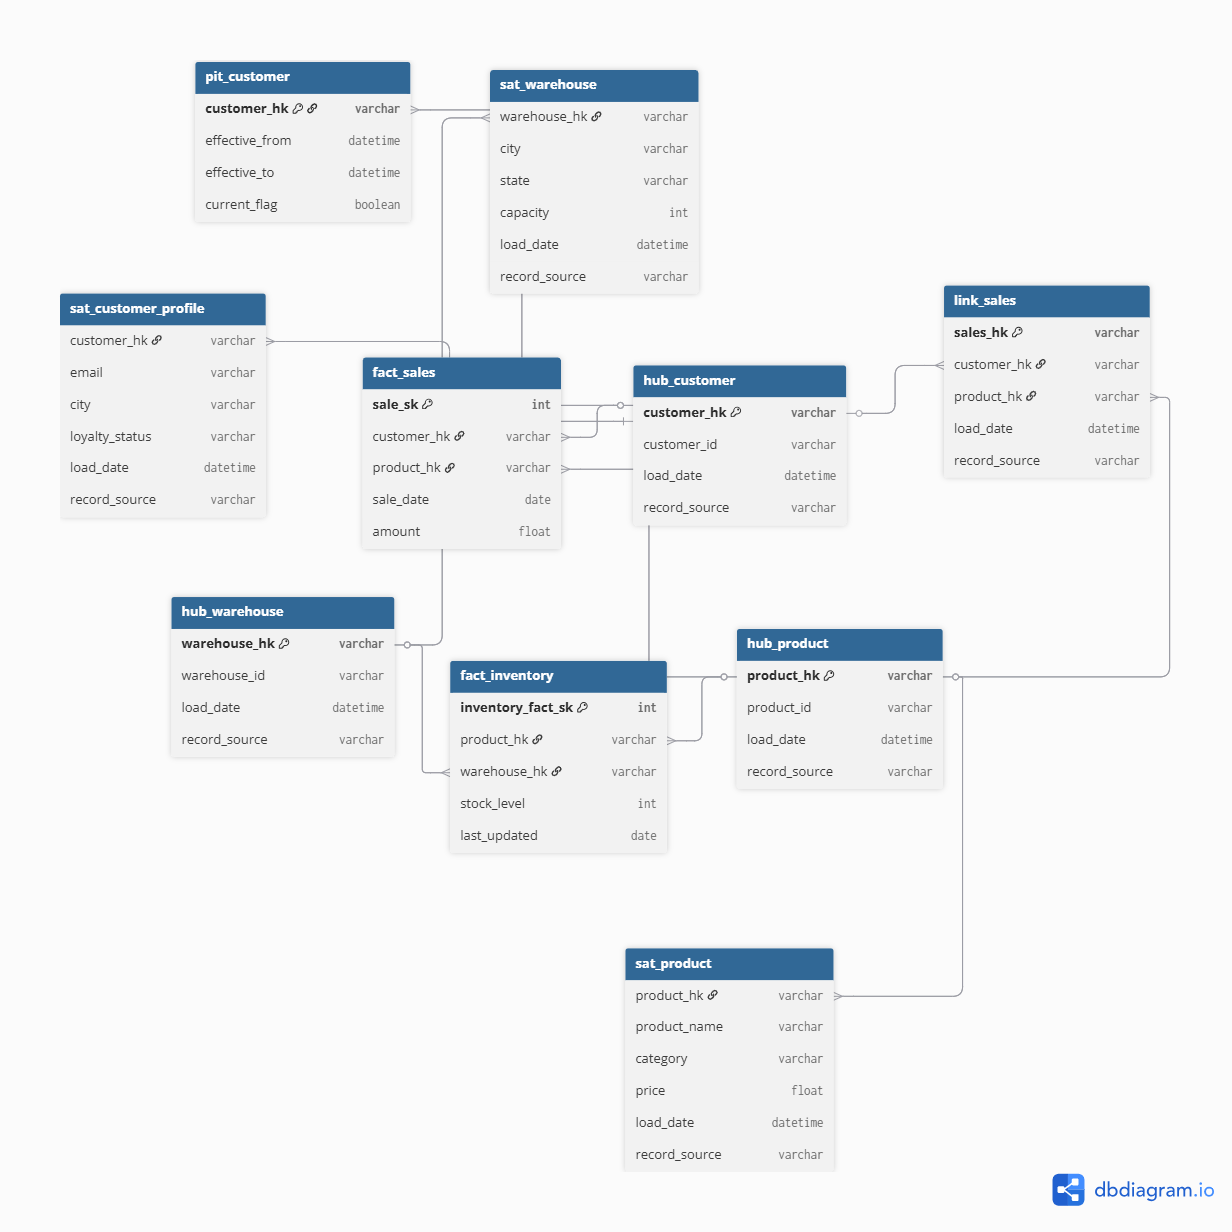 pit_customer
customer_hk varchar
effective_from datetime
effective_to datetime
current_flag boolean
sat_warehouse
warehouse_hk varchar
city varchar
state varchar
capacity int
load_date datetime
record_source varchar
sat_customer_profile
customer_hk varchar
email varchar
city varchar
loyalty_status varchar
load_date datetime
record_source varchar
fact_sales
sale_sk int
customer_hk varchar
product_hk varchar
sale_date date
amount float
hub_customer
customer_hk varchar
customer_id varchar
load_date datetime
record_source varchar
link_sales
sales_hk varchar
customer_hk varchar
product_hk varchar
load_date datetime
record_source varchar
hub_warehouse
warehouse_hk varchar
warehouse_id varchar
load_date datetime
record_source varchar
fact_inventory
inventory_fact_sk int
product_hk varchar
warehouse_hk varchar
stock_level int
last_updated date
hub_product
product_hk varchar
product_id varchar
load_date datetime
record_source varchar
sat_product
product_hk varchar
product_name varchar
category varchar
price float
load_date datetime
record_source varchar
dbdiagram.io